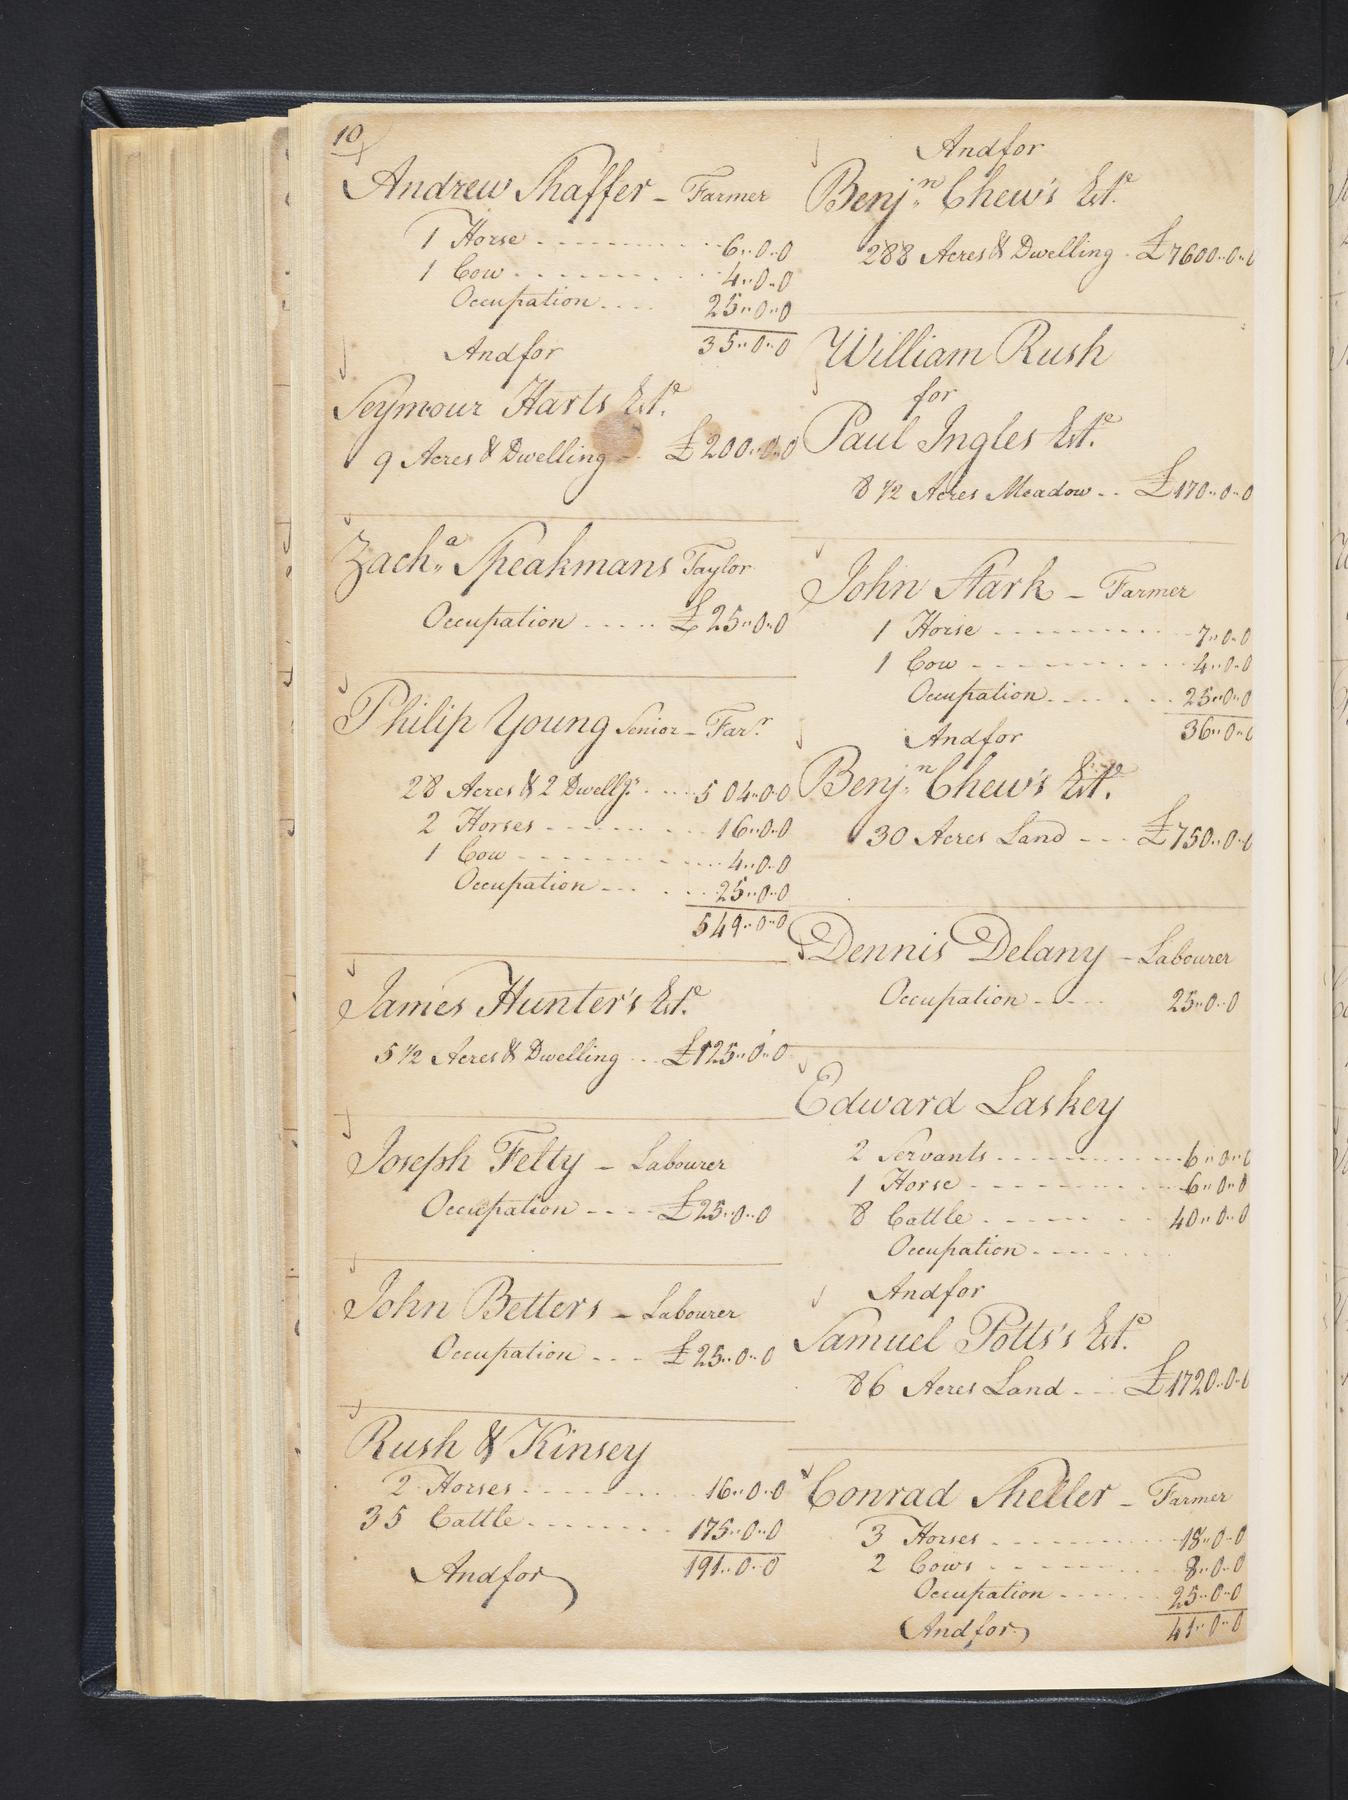 10
Andrew Shaffer - Farmer
1 Horse 6..0..0
1 Cow 4..0..0
Occupation 25..0..0
35..0..0
And for
Seymour Harts Est.e
9 Acres & Dwelling £200..0..0
Zach.a Speakmans Taylor
Occupation £25..0..0
Philip Young Senior - Far.r
28 Acres & 2 Dwellg.s 504..0..0
2 Horses 16..0..0
1 Cow 4..0..0
Occupation 25..0..0
549..0..0
James Hunter's Est.e
5 1/2 Acres & Dwelling £125..0..0
Joseph Felty - Labourer
Occupation £25..0..0
John Betters - Labourer
Occupation £25..0..0
Rush & Kinsey
2 Horses 16..0..0
35 Cattle 175..0..0
191..0..0
And for
And for
Benj.n Chew's Est.e
288 Acres & Dwelling £7600..0..0
William Rush
for
Paul Ingles Est.e
8 1/2 Acres Meadow £170..0..0
John Stark - Farmer
1 Horse 7..0..0
1 Cow 4..0..0
Occupation 25..0..0
36..0..0
And for
Benj.n Chew's Est.e
30 Acres Land £750..0..0
Dennis Delany - Labourer
Occupation 25..0..0
Edward Laskey
2 Servants 6..0..0
1 Horse 6..0..0
8 Cattle 40..0..0
Occupation
And for
Samuel Potts's Est.e
86 Acres Land £1720..0..0
Conrad Sheller - Farmer
3 Horses 18..0..0
2 Cows 8..0..0
Occupation 25..0..0
41..0..0
And for